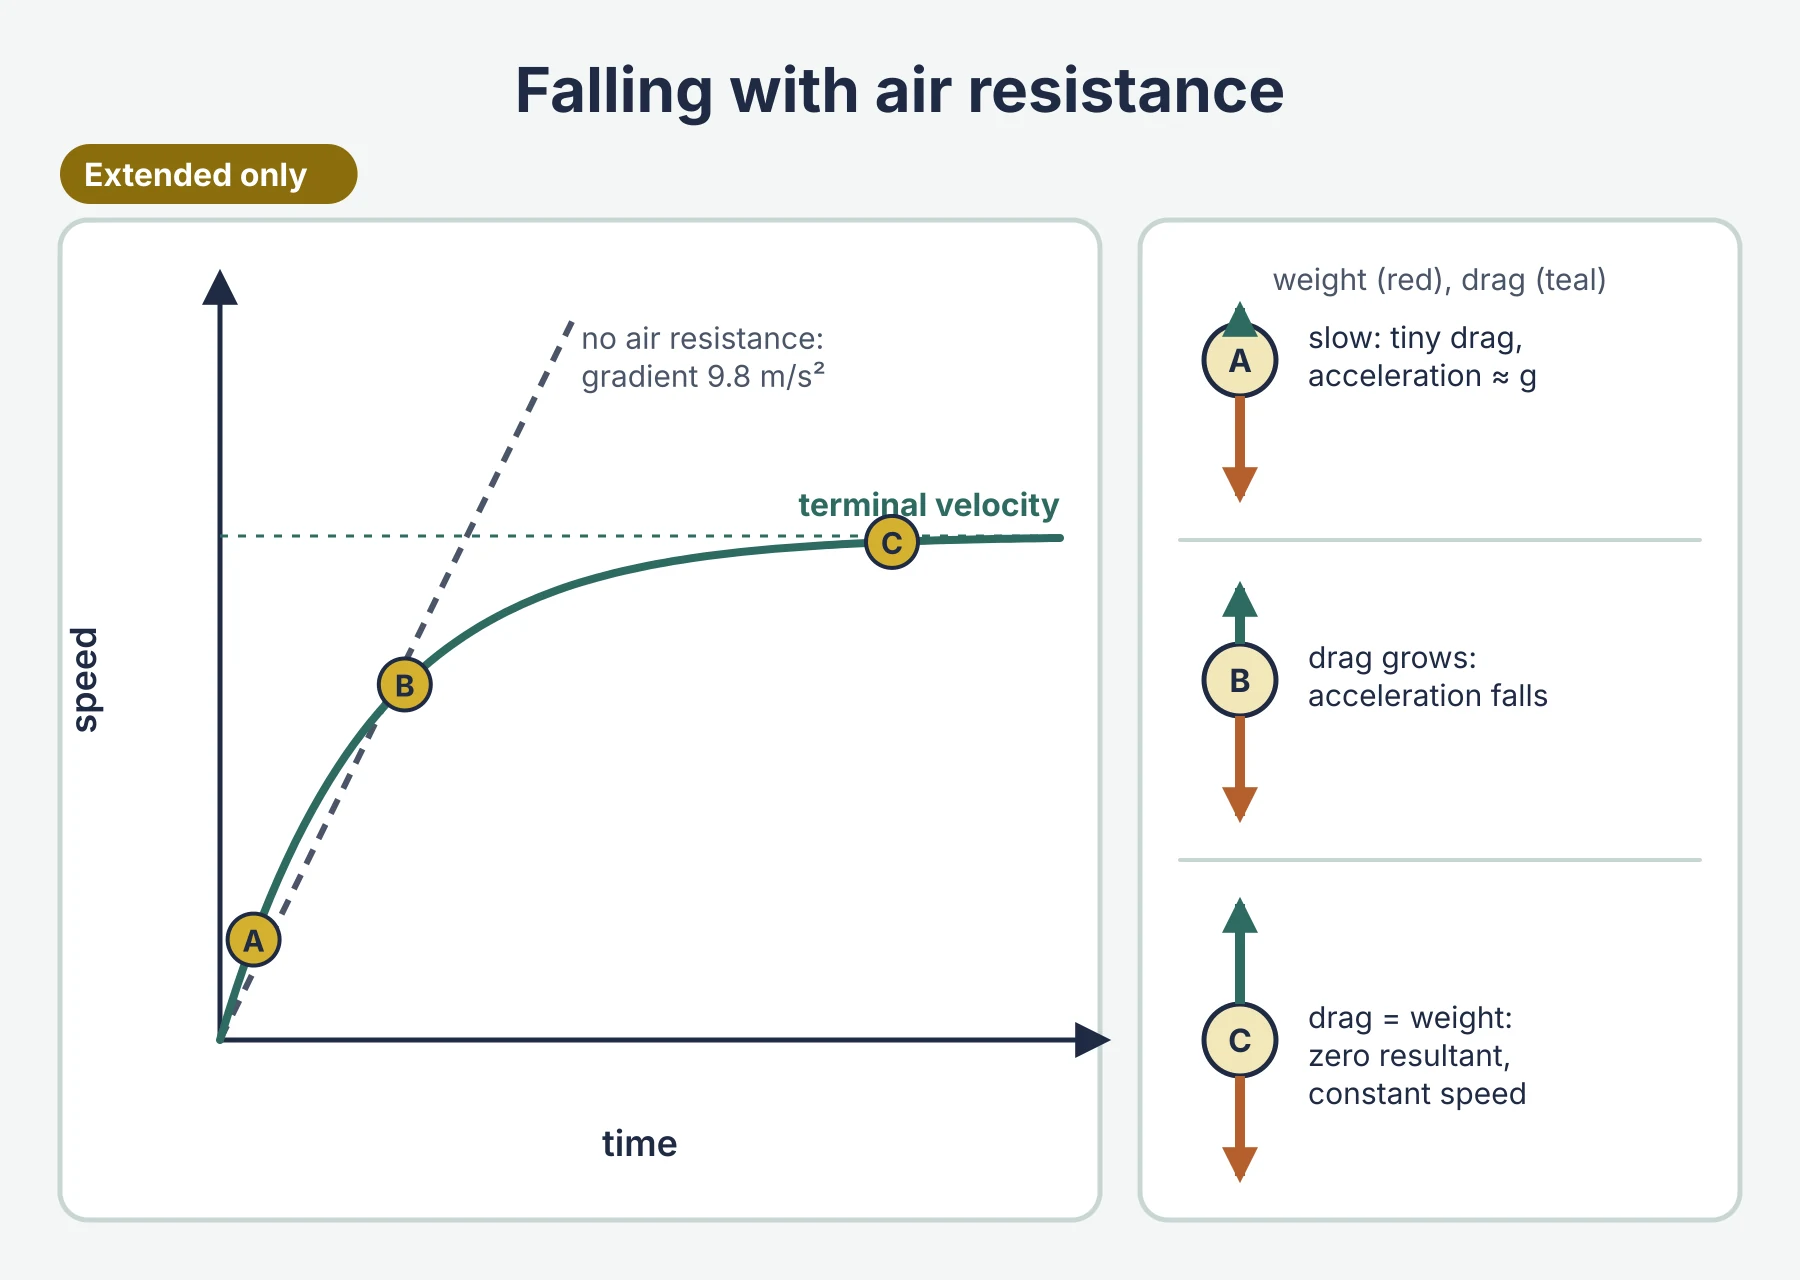 Falling with air resistance
Extended only
no air resistance:
gradient 9.8 m/s²
terminal velocity
C
B
A
speed
time
weight (red), drag (teal)
A
slow: tiny drag,
acceleration ≈ g
B
drag grows:
acceleration falls
C
drag = weight:
zero resultant,
constant speed